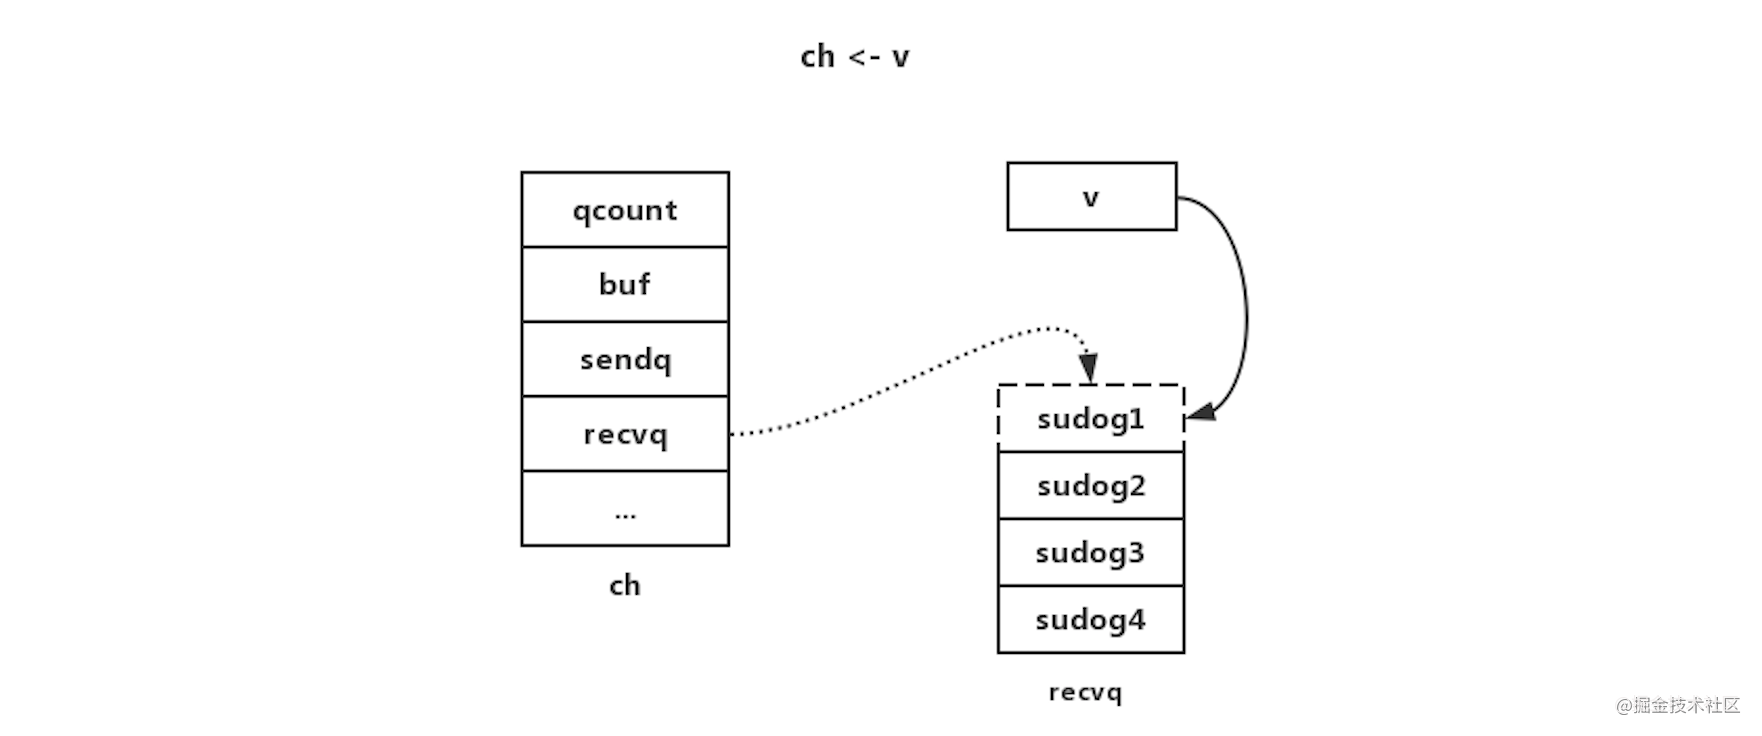 ch <- v
qcount
buf
sendq
recvq
...
ch
v
sudog1
sudog2
sudog3
sudog4
recvq
@掘金技术社区